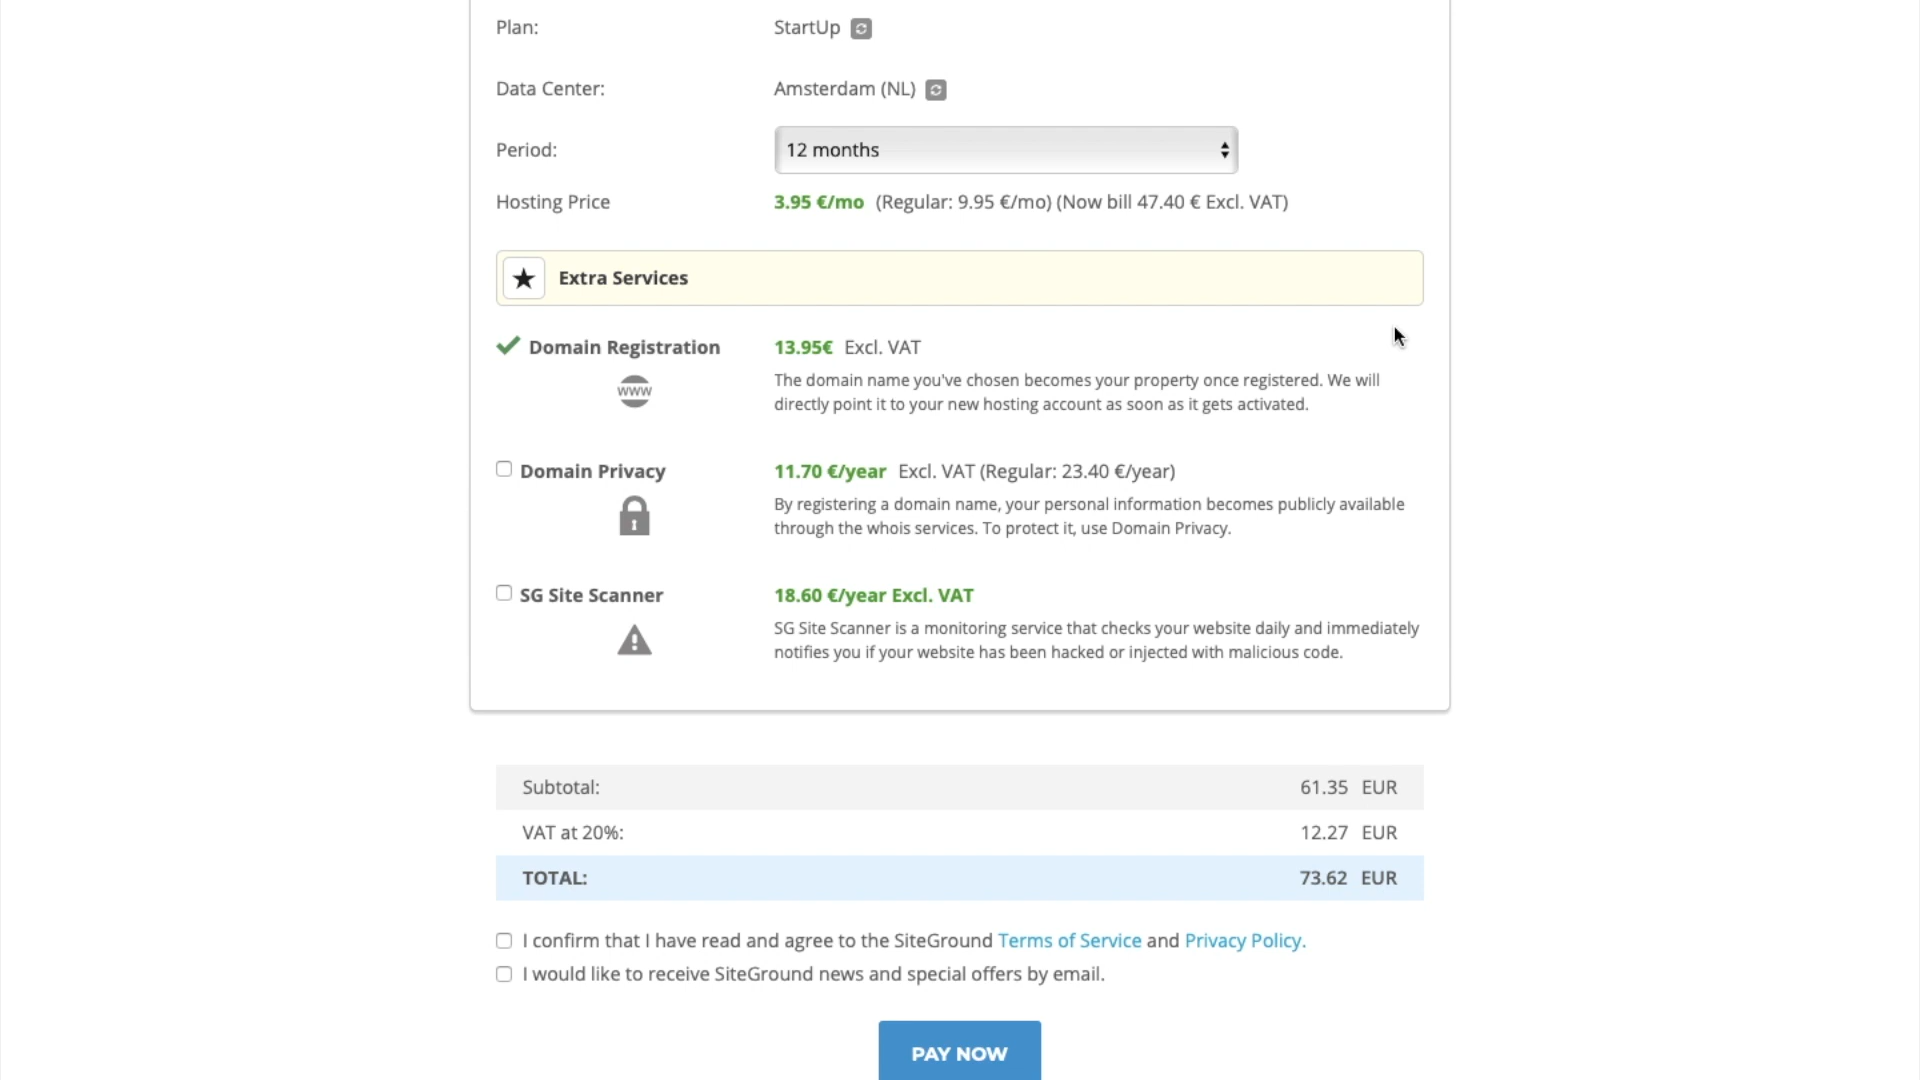 Plan: StartUp
Data Center: Amsterdam (NL)
Period: 12 months
Hosting Price 3.95 €/mo (Regular: 9.95 €/mo) (Now bill 47.40 € Excl. VAT)
Extra Services
Domain Registration 13.95€ Excl. VAT
www
The domain name you've chosen becomes your property once registered. We will
directly point it to your new hosting account as soon as it gets activated.
Domain Privacy 11.70 €/year Excl. VAT (Regular: 23.40 €/year)
By registering a domain name, your personal information becomes publicly available
through the whois services. To protect it, use Domain Privacy.
SG Site Scanner 18.60 €/year Excl. VAT
SG Site Scanner is a monitoring service that checks your website daily and immediately
notifies you if your website has been hacked or injected with malicious code.
Subtotal: 61.35 EUR
VAT at 20%: 12.27 EUR
TOTAL: 73.62 EUR
I confirm that I have read and agree to the SiteGround Terms of Service and Privacy Policy.
I would like to receive SiteGround news and special offers by email.
PAY NOW